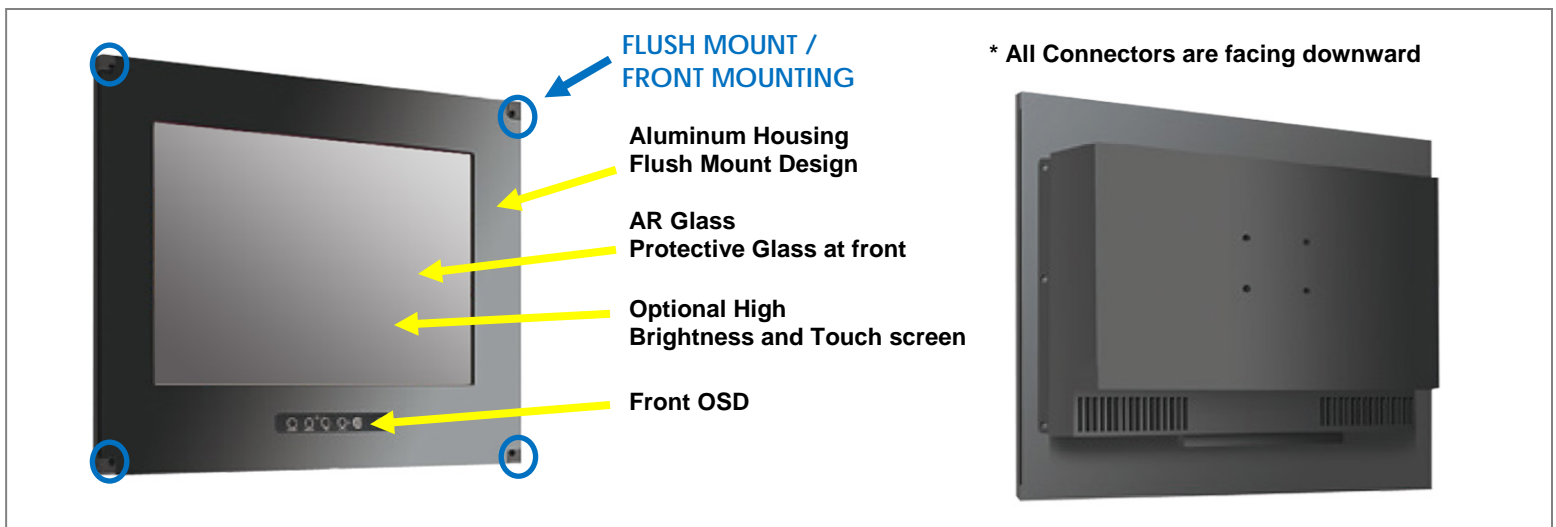 FLUSH MOUNT /
FRONT MOUNTING
Aluminum Housing
Flush Mount Design
AR Glass
Protective Glass at front
Optional High
Brightness and Touch screen
Front OSD
* All Connectors are facing downward